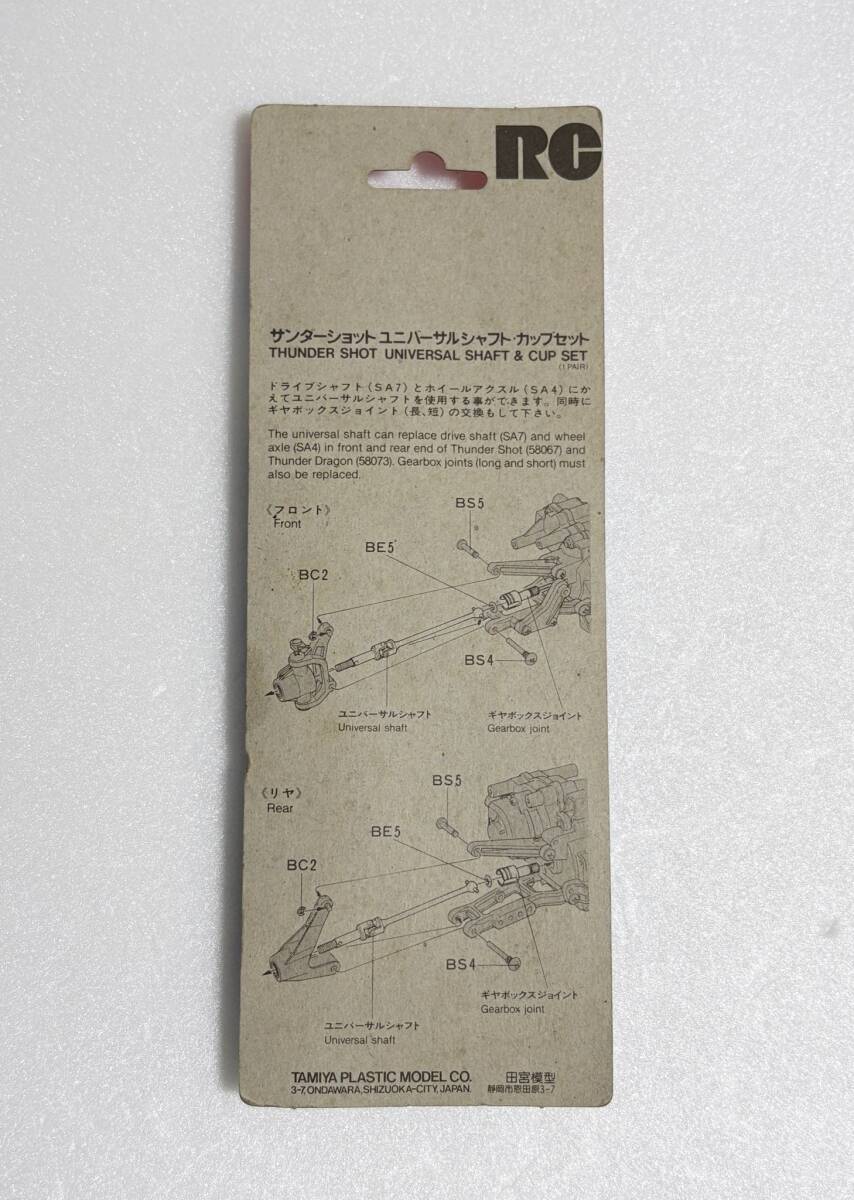 RC
サンダーショット ユニバーサルシャフト・カップセット
THUNDER SHOT UNIVERSAL SHAFT & CUP SET
(1 PAIR)
ドライブシャフト(SA7)とホイールアクスル(SA4)にか
えてユニバーサルシャフトを使用する事ができます。同時に
ギヤボックスジョイント(長、短)の交換もして下さい。
The universal shaft can replace drive shaft (SA7) and wheel
axle (SA4) in front and rear end of Thunder Shot (58067) and
Thunder Dragon (58073). Gearbox joints (long and short) must
also be replaced.
《フロント》
Front
BS5
BE5
BC2
BS4
ユニバーサルシャフト
Universal shaft
ギヤボックスジョイント
Gearbox joint
《リヤ》
Rear
BS5
BE5
BC2
BS4
ギヤボックスジョイント
Gearbox joint
ユニバーサルシャフト
Universal shaft
TAMIYA PLASTIC MODEL CO.
3-7, ONDAWARA, SHIZUOKA-CITY, JAPAN.
田宮模型
静岡市恩田原3-7